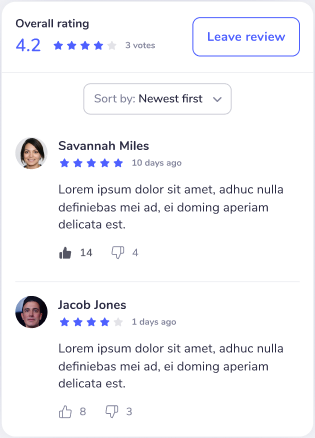 Overall rating
4.2 3 votes
Leave review
Sort by: Newest first
Savannah Miles
10 days ago
Lorem ipsum dolor sit amet, adhuc nulla
definiebas mei ad, ei doming aperiam
delicata est.
14 4
Jacob Jones
1 days ago
Lorem ipsum dolor sit amet, adhuc nulla
definiebas mei ad, ei doming aperiam
delicata est.
8 3